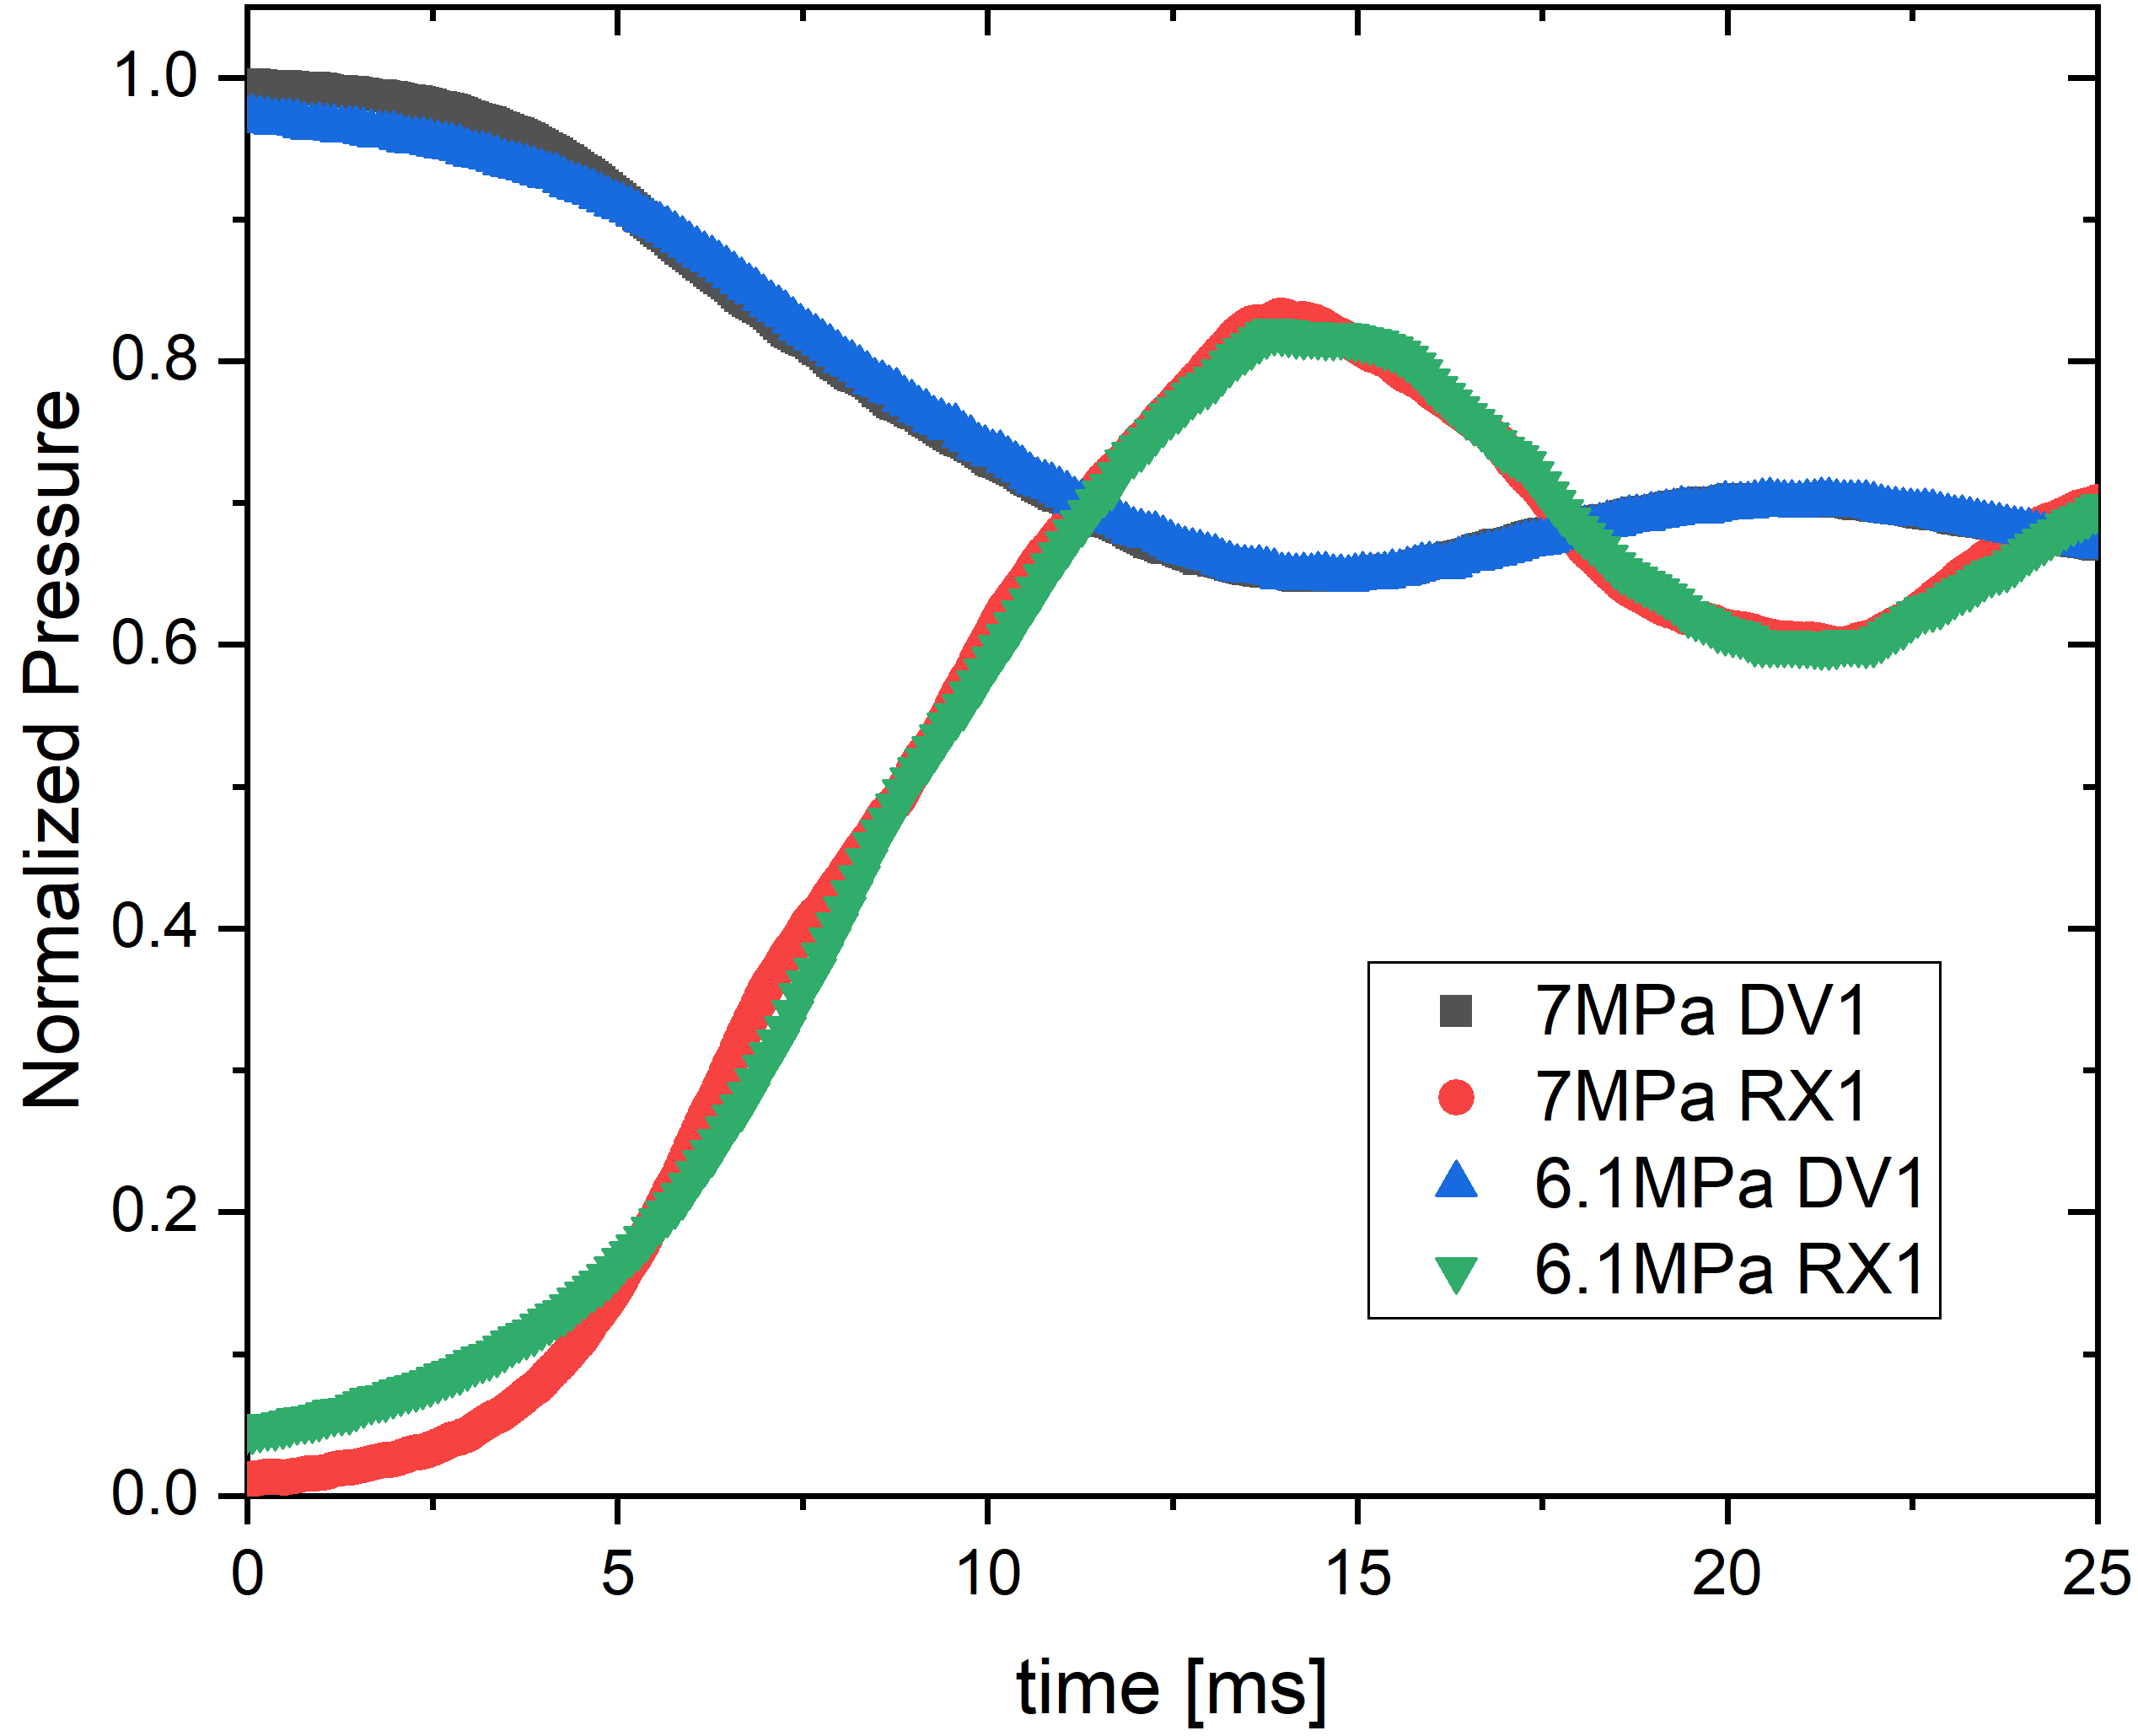 Normalized Pressure
1.0
0.8
0.6
0.4
0.2
0.0
7MPa DV1
7MPa RX1
6.1MPa DV1
6.1MPa RX1
0 5 10 15 20 25
time [ms]